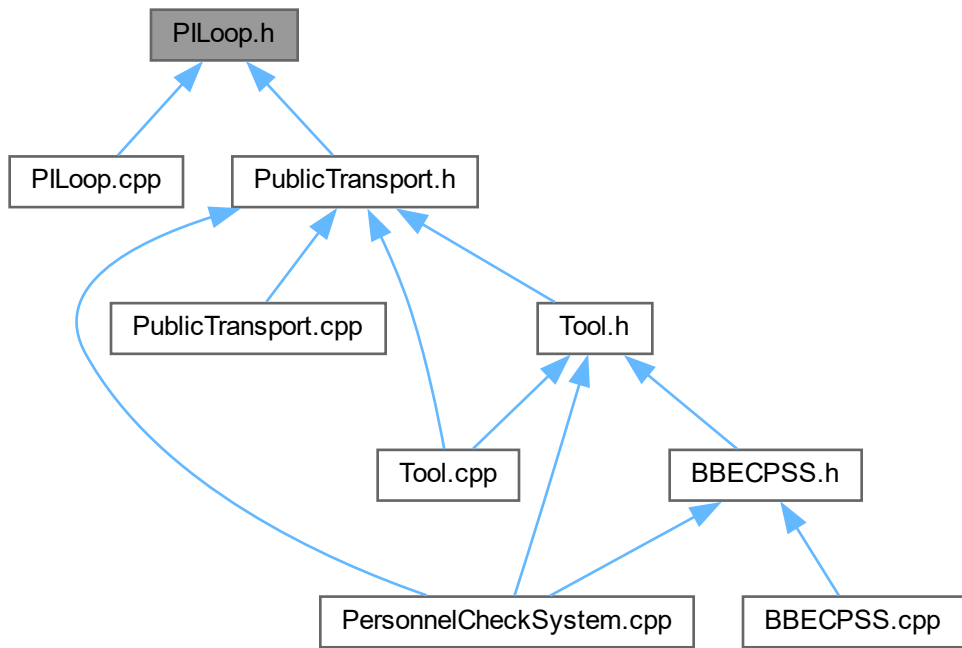 PILoop.h
PILoop.cpp
PublicTransport.h
PublicTransport.cpp
Tool.h
Tool.cpp
BBECPSS.h
PersonnelCheckSystem.cpp
BBECPSS.cpp